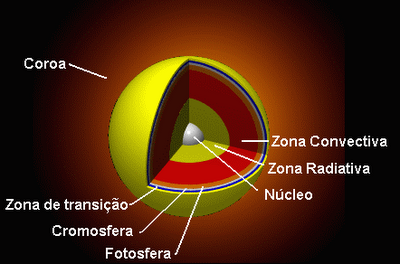 Coroa
Zona Convectiva
Zona Radiativa
Núcleo
Zona de transição
Cromosfera
Fotosfera